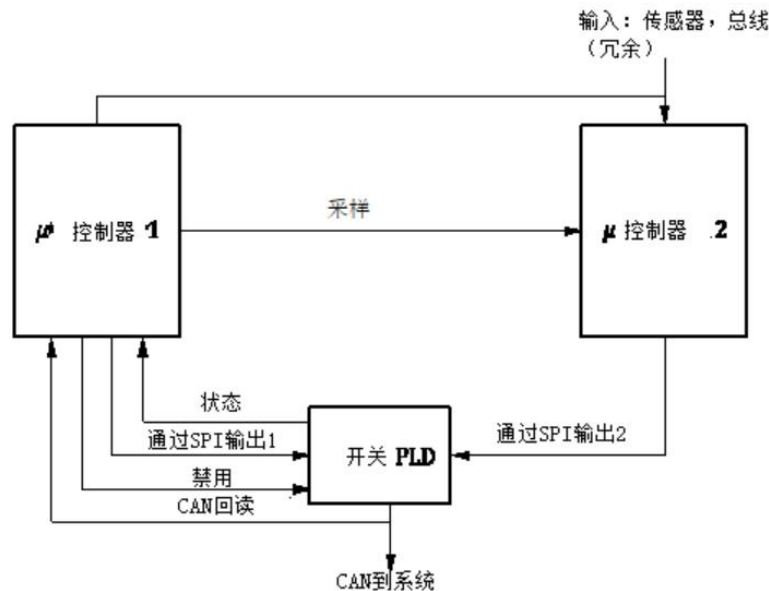 输入：传感器，总线
（冗余）
采样
μ 控制器 1
μ 控制器 .2
状态
通过SPI输出1
开关 PLD
通过SPI输出2
禁用
CAN回读
CAN到系统